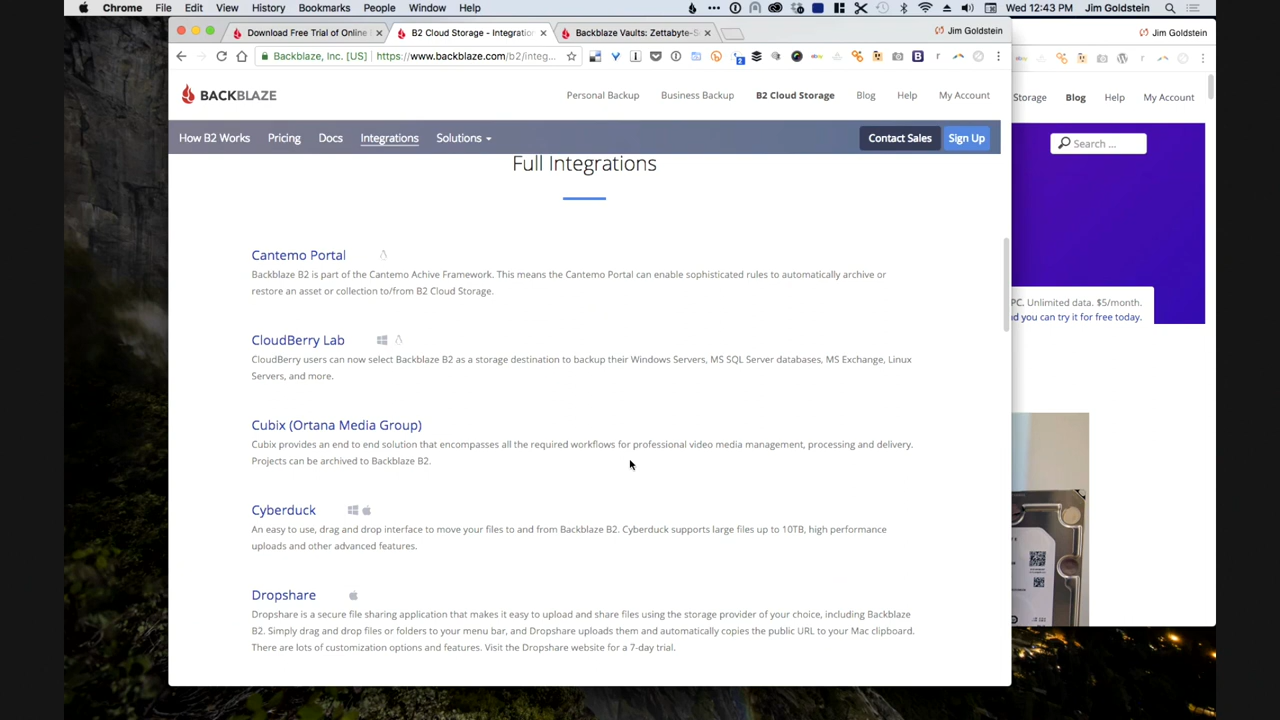 Chrome File Edit View History Bookmarks People Window Help
Wed 12:43 PM Jim Goldstein
Download Free Trial of Online
B2 Cloud Storage - Integration
Backblaze Vaults: Zettabyte-S
Jim Goldstein
Jim Goldstein
Backblaze, Inc. [US] https://www.backblaze.com/b2/integ...
BACKBLAZE
Personal Backup Business Backup B2 Cloud Storage Blog Help My Account
Storage Blog Help My Account
How B2 Works Pricing Docs Integrations Solutions Contact Sales Sign Up
Search ...
Full Integrations
Cantemo Portal
Backblaze B2 is part of the Cantemo Achive Framework. This means the Cantemo Portal can enable sophisticated rules to automatically archive or
restore an asset or collection to/from B2 Cloud Storage.
PC. Unlimited data. $5/month.
nd you can try it for free today.
CloudBerry Lab
CloudBerry users can now select Backblaze B2 as a storage destination to backup their Windows Servers, MS SQL Server databases, MS Exchange, Linux
Servers, and more.
Cubix (Ortana Media Group)
Cubix provides an end to end solution that encompasses all the required workflows for professional video media management, processing and delivery.
Projects can be archived to Backblaze B2.
Cyberduck
An easy to use, drag and drop interface to move your files to and from Backblaze B2. Cyberduck supports large files up to 10TB, high performance
uploads and other advanced features.
Dropshare
Dropshare is a secure file sharing application that makes it easy to upload and share files using the storage provider of your choice, including Backblaze
B2. Simply drag and drop files or folders to your menu bar, and Dropshare uploads them and automatically copies the public URL to your Mac clipboard.
There are lots of customization options and features. Visit the Dropshare website for a 7-day trial.